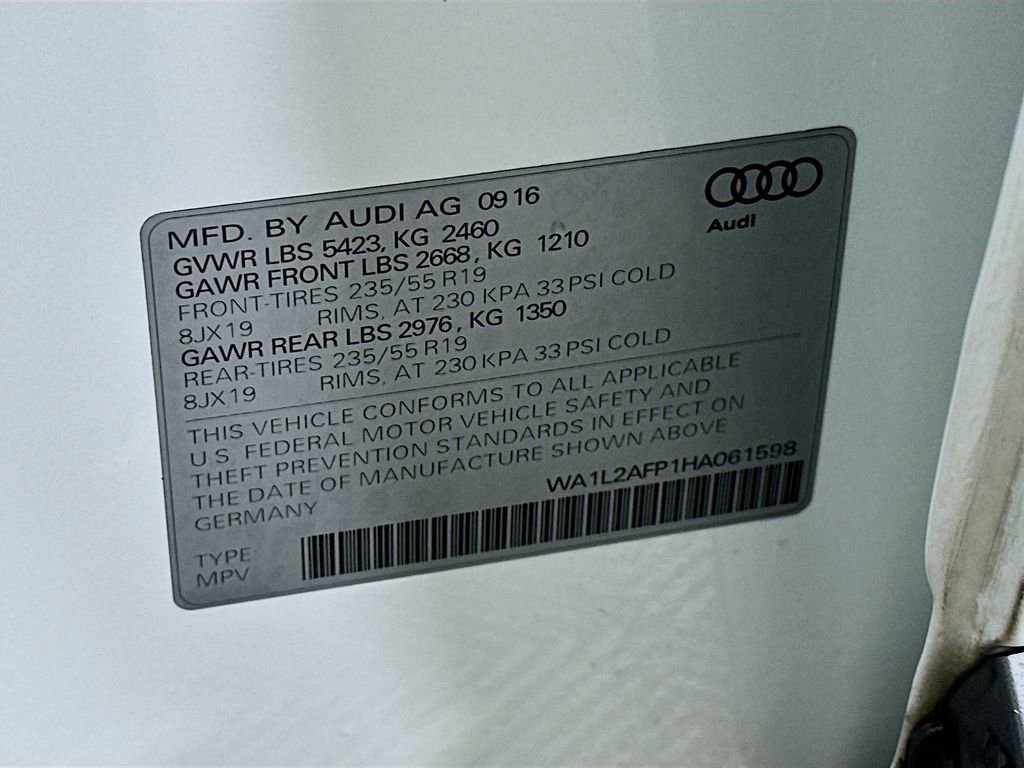 MFD. BY AUDI AG 09 16
GVWR LBS 5423, KG 2460
GAWR FRONT LBS 2668, KG 1210
FRONT-TIRES 235/55 R19
8JX19 RIMS, AT 230 KPA 33 PSI COLD
GAWR REAR LBS 2976, KG 1350
REAR-TIRES 235/55 R19
8JX19 RIMS, AT 230 KPA 33 PSI COLD
Audi
THIS VEHICLE CONFORMS TO ALL APPLICABLE
U.S. FEDERAL MOTOR VEHICLE SAFETY AND
THEFT PREVENTION STANDARDS IN EFFECT ON
THE DATE OF MANUFACTURE SHOWN ABOVE
GERMANY WA1L2AFP1HA061598
TYPE
MPV